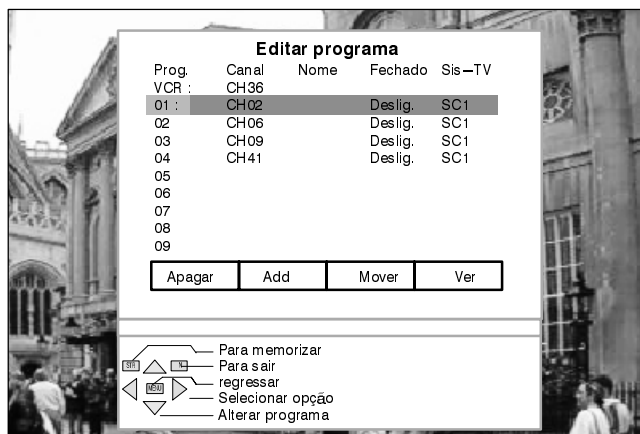 Editar programa
Prog. Canal Nome Fechado Sis–TV
VCR : CH36
01 : CH02 Deslig. SC1
02 CH06 Deslig. SC1
03 CH09 Deslig. SC1
04 CH41 Deslig. SC1
05
06
07
08
09
Apagar Add Mover Ver
Para memorizar
STR N Para sair
MENU regressar
Selecionar opção
Alterar programa